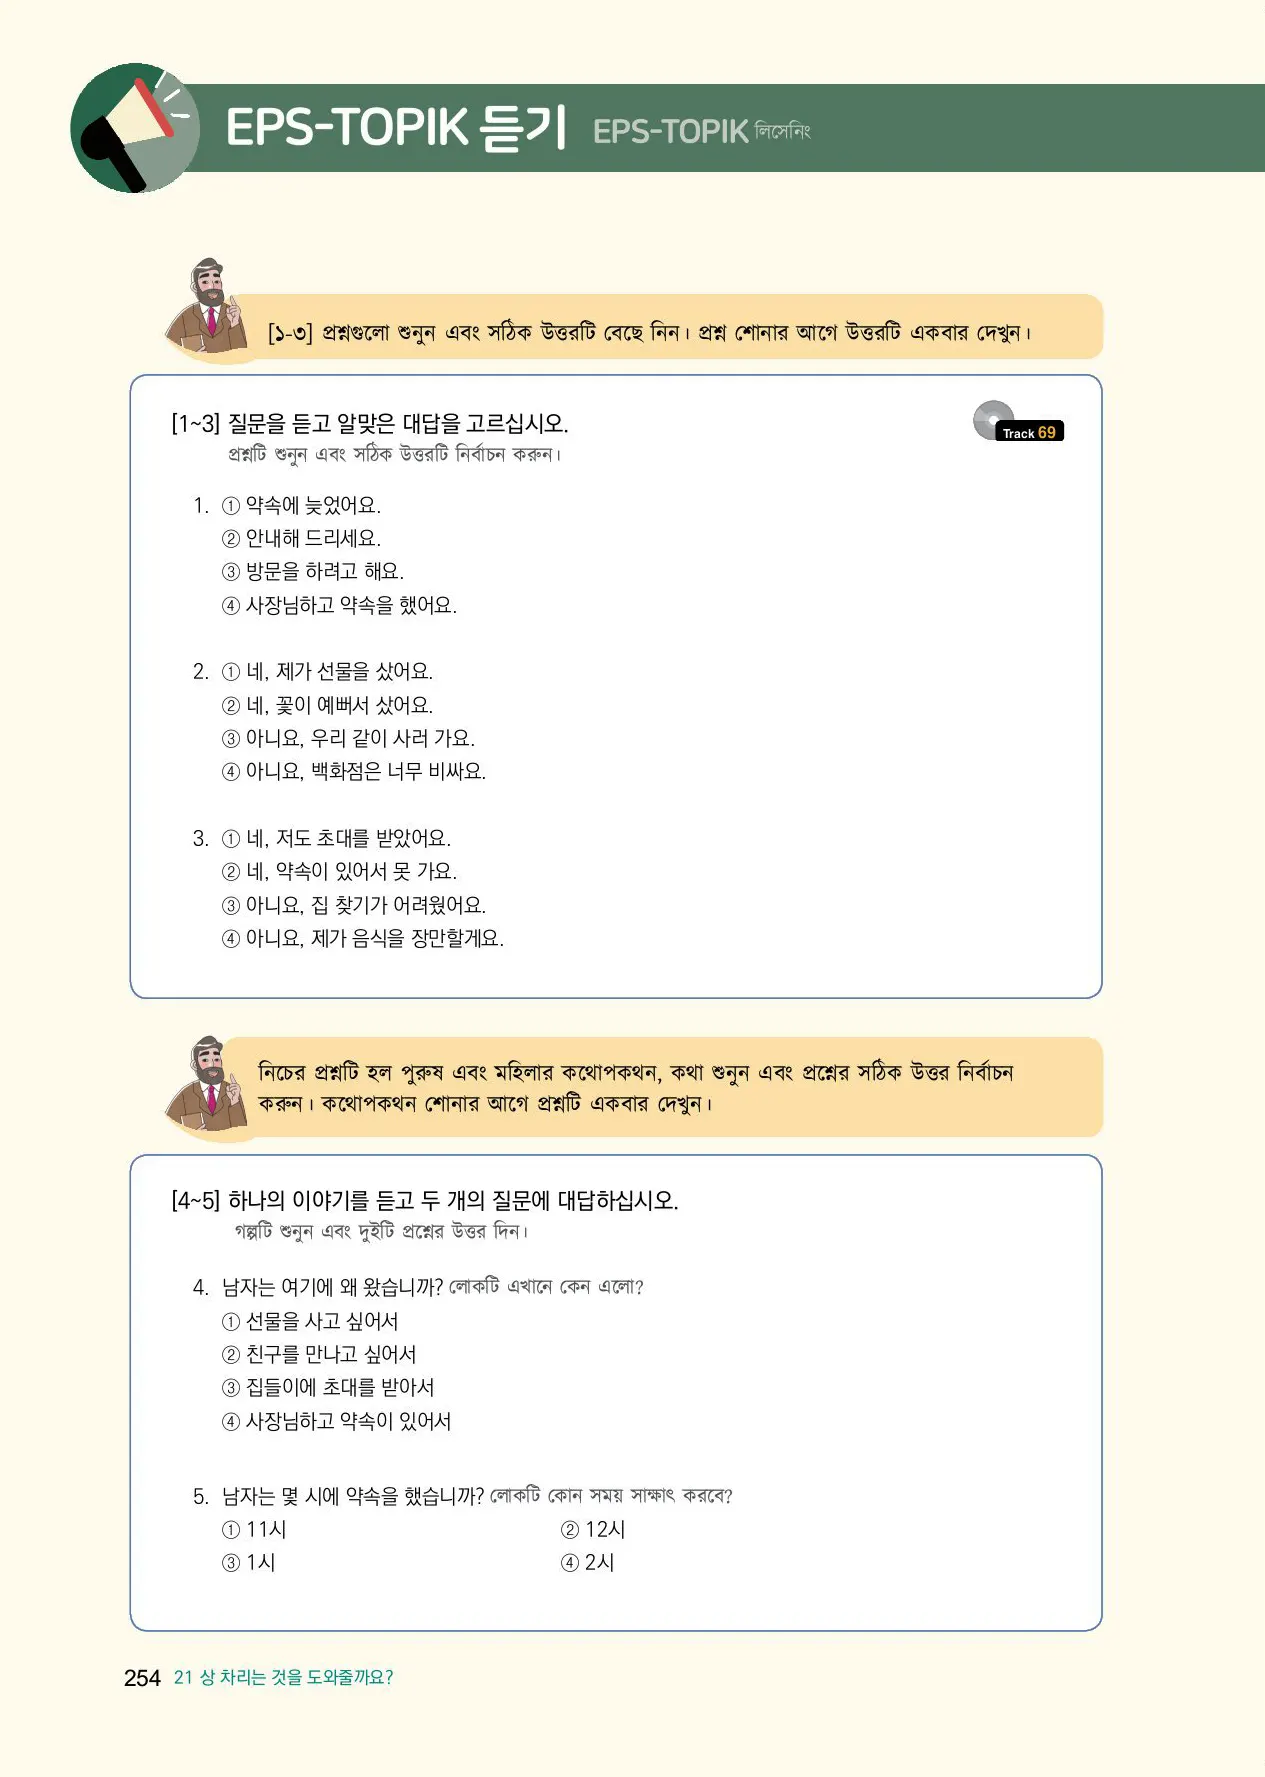 EPS-TOPIK 듣기 EPS-TOPIK লিসেনিং
[১-৩] প্রশ্নগুলো শুনুন এবং সঠিক উত্তরটি বেছে নিন। প্রশ্ন শোনার আগে উত্তরটি একবার দেখুন।
[1~3] 질문을 듣고 알맞은 대답을 고르십시오.
Track 69
প্রশ্নটি শুনুন এবং সঠিক উত্তরটি নির্বাচন করুন।
1. ① 약속에 늦었어요.
② 안내해 드리세요.
③ 방문을 하려고 해요.
④ 사장님하고 약속을 했어요.
2. ① 네, 제가 선물을 샀어요.
② 네, 꽃이 예뻐서 샀어요.
③ 아니요, 우리 같이 사러 가요.
④ 아니요, 백화점은 너무 비싸요.
3. ① 네, 저도 초대를 받았어요.
② 네, 약속이 있어서 못 가요.
③ 아니요, 집 찾기가 어려웠어요.
④ 아니요, 제가 음식을 장만할게요.
নিচের প্রশ্নটি হল পুরুষ এবং মহিলার কথোপকথন, কথা শুনুন এবং প্রশ্নের সঠিক উত্তর নির্বাচন
করুন। কথোপকথন শোনার আগে প্রশ্নটি একবার দেখুন।
[4~5] 하나의 이야기를 듣고 두 개의 질문에 대답하십시오.
গল্পটি শুনুন এবং দুইটি প্রশ্নের উত্তর দিন।
4. 남자는 여기에 왜 왔습니까? লোকটি এখানে কেন এলো?
① 선물을 사고 싶어서
② 친구를 만나고 싶어서
③ 집들이에 초대를 받아서
④ 사장님하고 약속이 있어서
5. 남자는 몇 시에 약속을 했습니까? লোকটি কোন সময় সাক্ষাৎ করবে?
① 11시 ② 12시
③ 1시 ④ 2시
254 21 상 차리는 것을 도와줄까요?